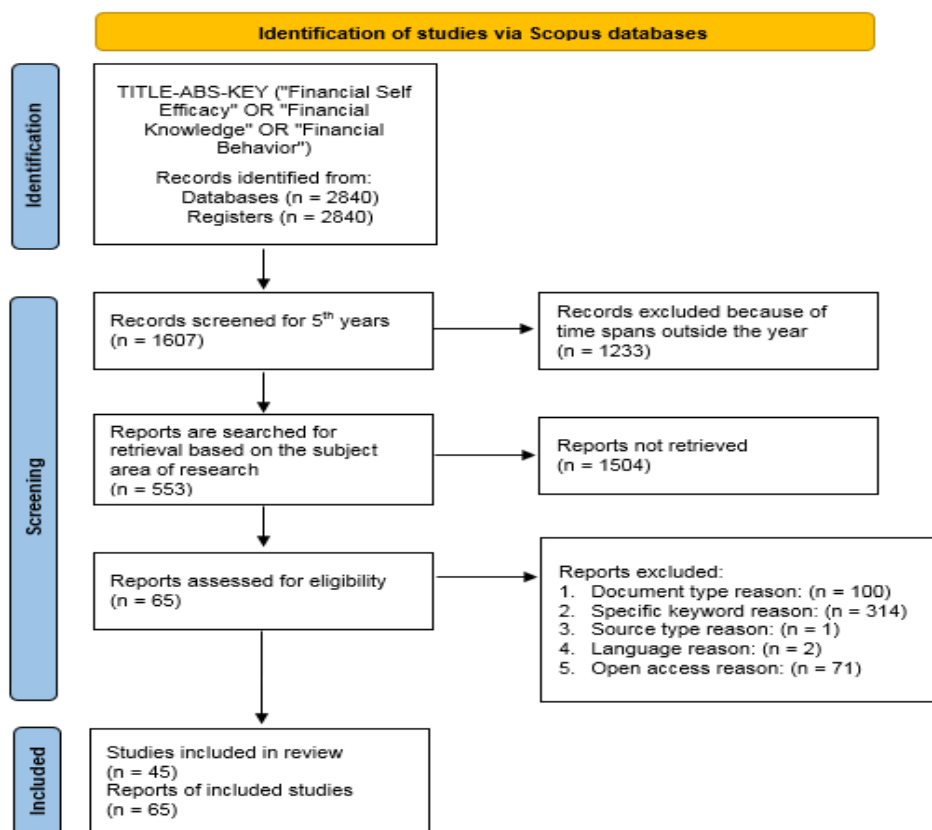 Identification of studies via Scopus databases
Identification
TITLE-ABS-KEY ("Financial Self
Efficacy" OR "Financial
Knowledge" OR "Financial
Behavior")
Records identified from:
Databases (n = 2840)
Registers (n = 2840)
Screening
Records screened for 5th years
(n = 1607)
Records excluded because of
time spans outside the year
(n = 1233)
Reports are searched for
retrieval based on the subject
area of research
(n = 553)
Reports not retrieved
(n = 1504)
Reports assessed for eligibility
(n = 65)
Reports excluded:
1. Document type reason: (n = 100)
2. Specific keyword reason: (n = 314)
3. Source type reason: (n = 1)
4. Language reason: (n = 2)
5. Open access reason: (n = 71)
Included
Studies included in review
(n = 45)
Reports of included studies
(n = 65)